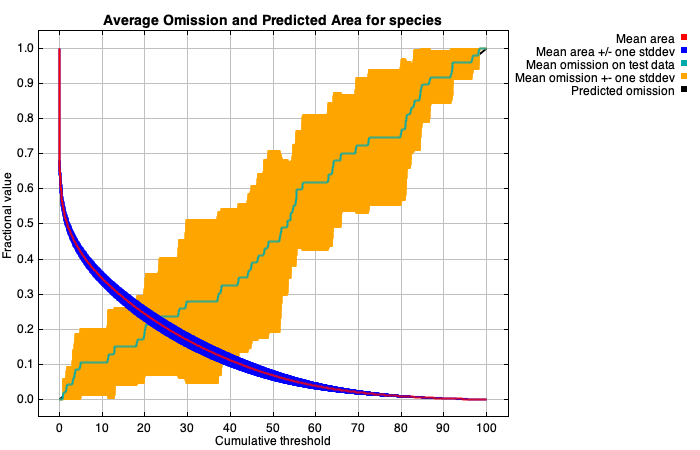 Average Omission and Predicted Area for species
Mean area
Mean area +/- one stddev
Mean omission on test data
Mean omission +- one stddev
Predicted omission
Fractional value
1.0
0.9
0.8
0.7
0.6
0.5
0.4
0.3
0.2
0.1
0.0
0 10 20 30 40 50 60 70 80 90 100
Cumulative threshold